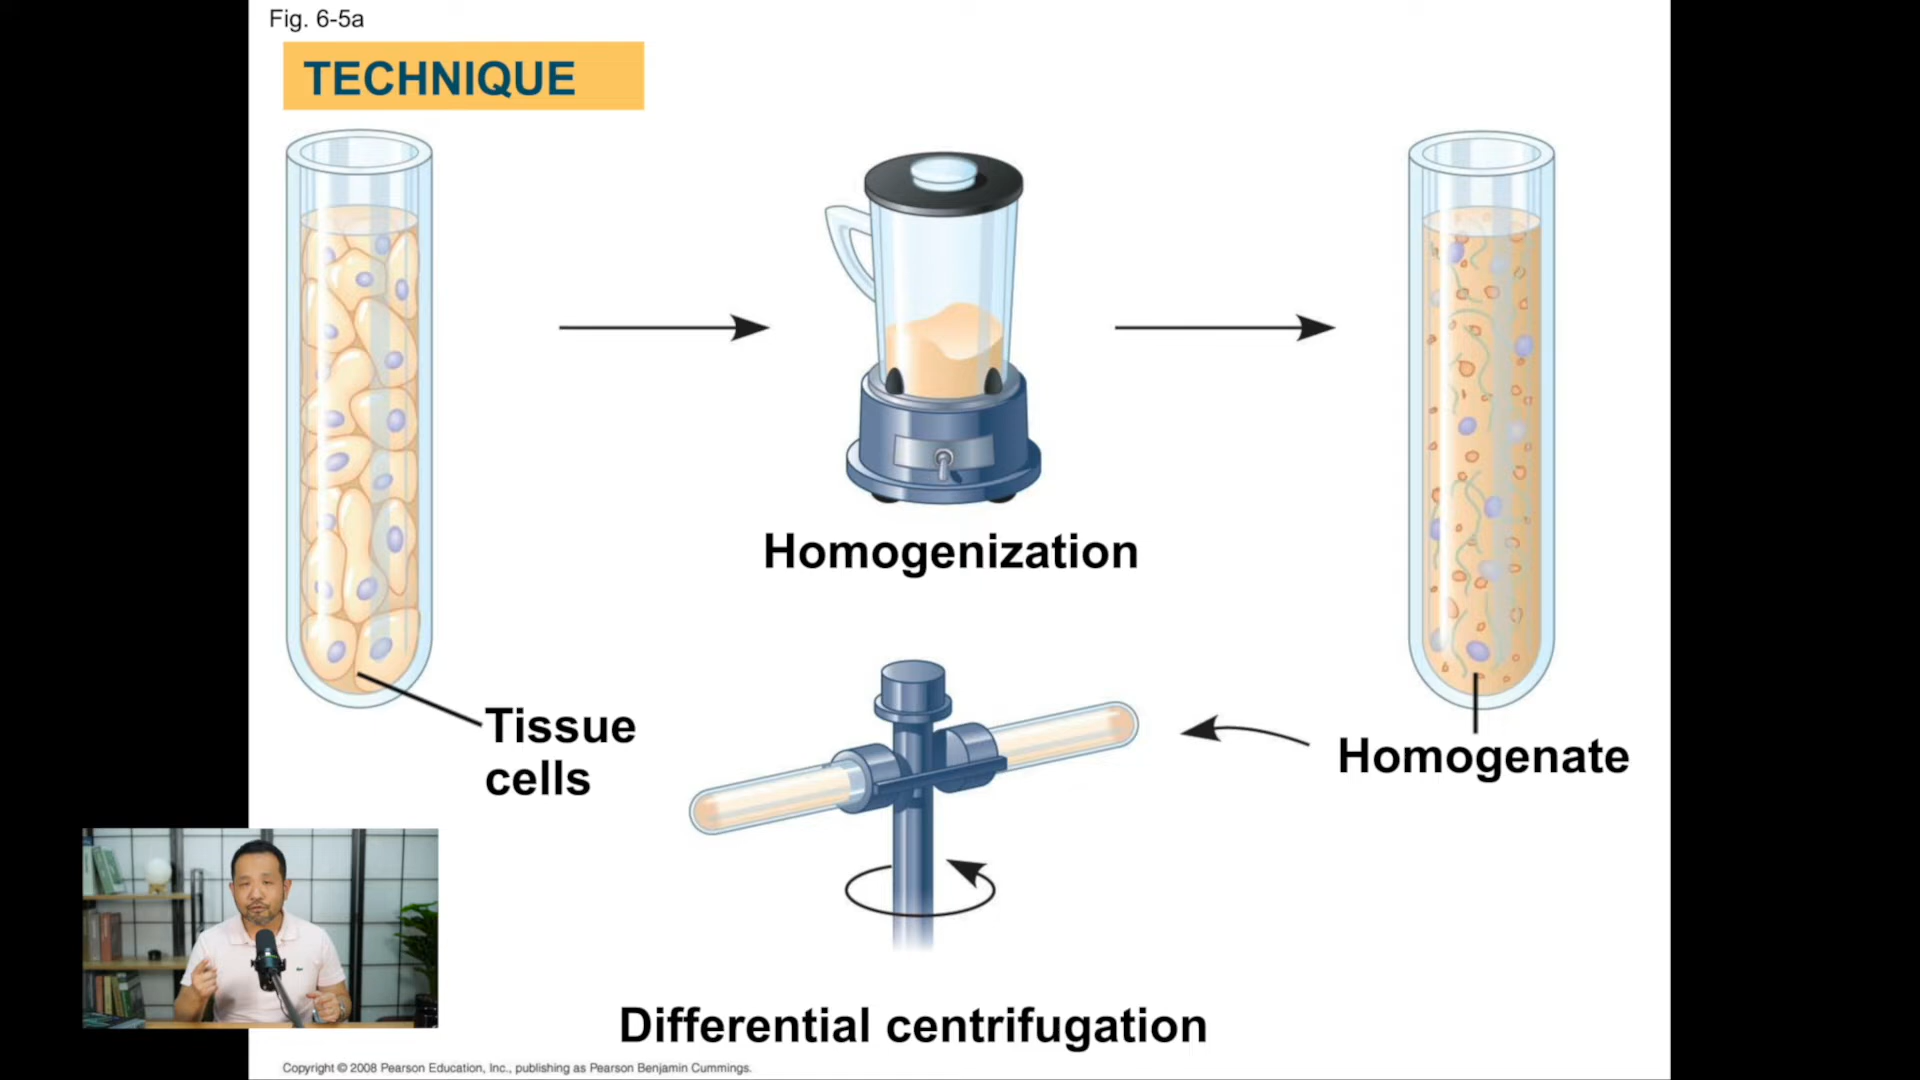 Fig. 6-5a
TECHNIQUE
Homogenization
Tissue
cells
Homogenate
Differential centrifugation
Copyright © 2008 Pearson Education, Inc., publishing as Pearson Benjamin Cummings.